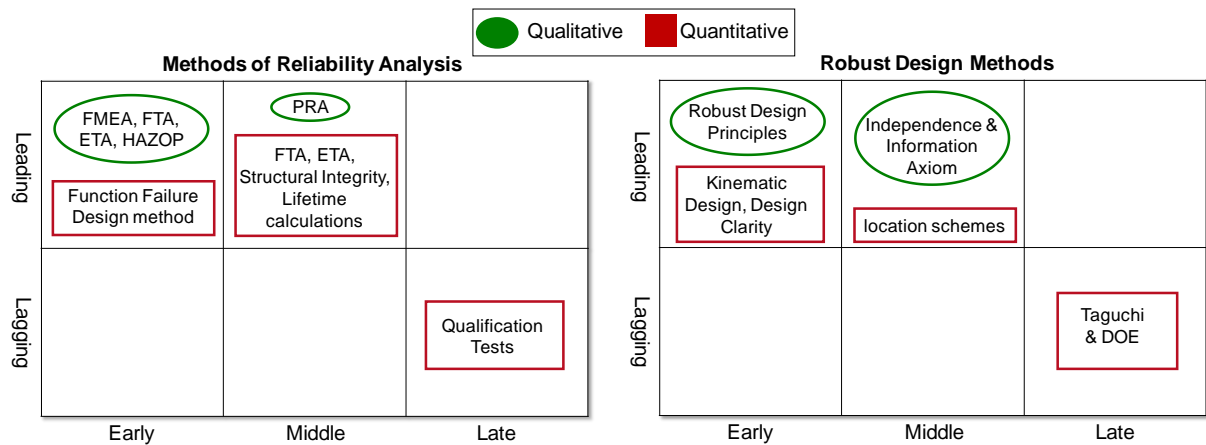 Qualitative
Quantitative
Methods of Reliability Analysis
Leading
Lagging
FMEA, FTA,
ETA, HAZOP
Function Failure
Design method
PRA
FTA, ETA,
Structural Integrity,
Lifetime
calculations
Qualification
Tests
Early
Middle
Late
Robust Design Methods
Leading
Lagging
Robust Design
Principles
Kinematic
Design, Design
Clarity
Independence &
Information
Axiom
location schemes
Taguchi
& DOE
Early
Middle
Late